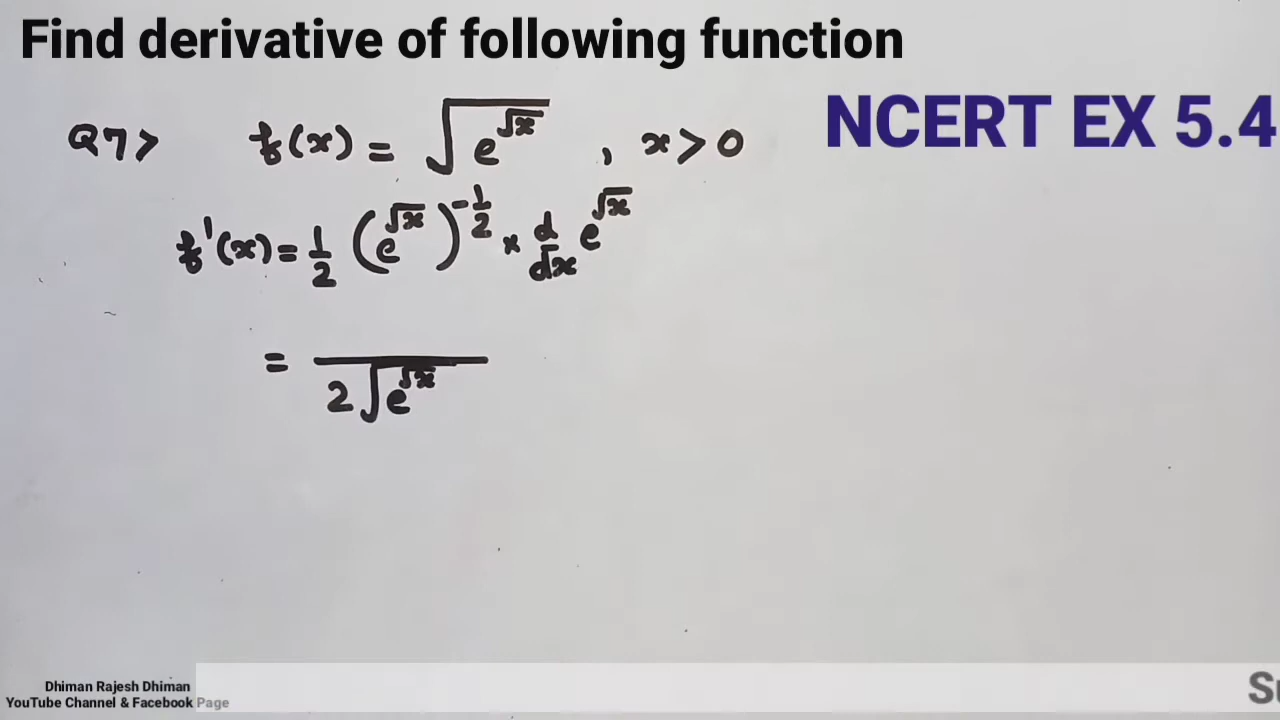 Find derivative of following function
NCERT EX 5.4
Q7> f(x) = √(e^√x) , x > 0
f'(x) = 1/2 (e^√x)^(-1/2) × d/dx e^√x
= /(2√(e^√x))
Dhiman Rajesh Dhiman
YouTube Channel & Facebook Page